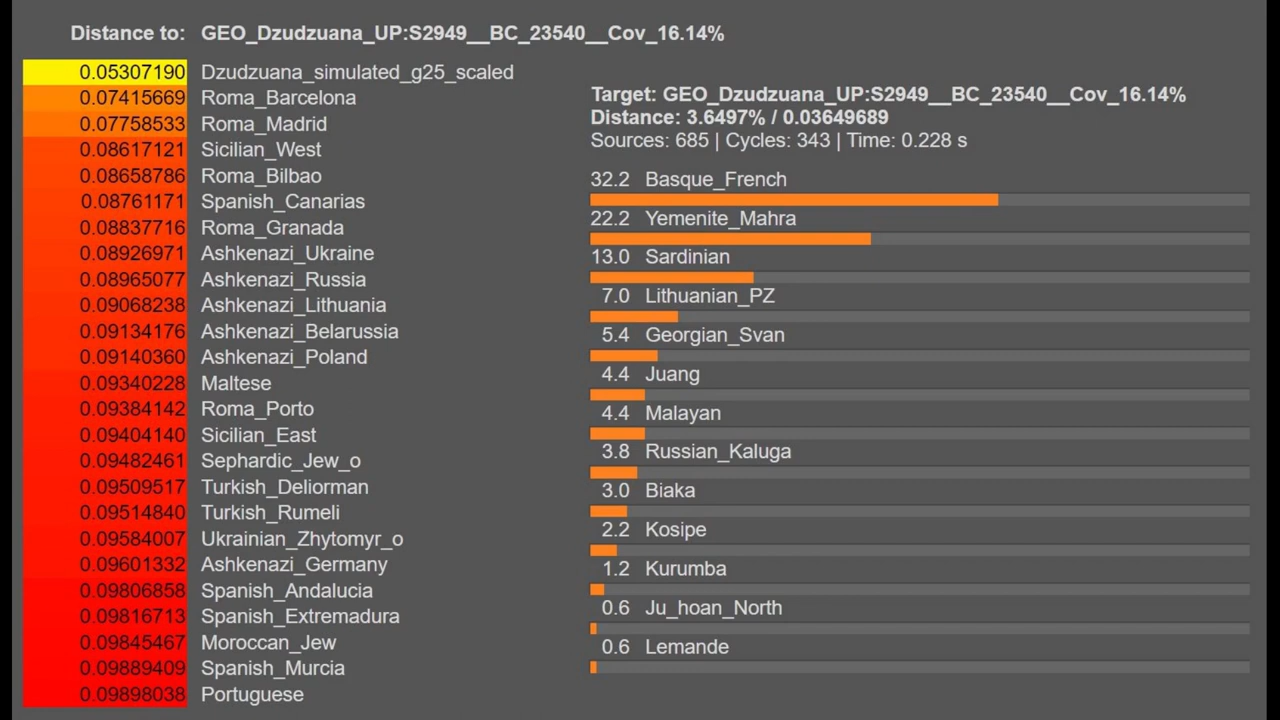 Distance to: GEO_Dzudzuana_UP:S2949__BC_23540__Cov_16.14%
0.05307190 Dzudzuana_simulated_g25_scaled
0.07415669 Roma_Barcelona
0.07758533 Roma_Madrid
0.08617121 Sicilian_West
0.08658786 Roma_Bilbao
0.08761171 Spanish_Canarias
0.08837716 Roma_Granada
0.08926971 Ashkenazi_Ukraine
0.08965077 Ashkenazi_Russia
0.09068238 Ashkenazi_Lithuania
0.09134176 Ashkenazi_Belarussia
0.09140360 Ashkenazi_Poland
0.09340228 Maltese
0.09384142 Roma_Porto
0.09404140 Sicilian_East
0.09482461 Sephardic_Jew_o
0.09509517 Turkish_Deliorman
0.09514840 Turkish_Rumeli
0.09584007 Ukrainian_Zhytomyr_o
0.09601332 Ashkenazi_Germany
0.09806858 Spanish_Andalucia
0.09816713 Spanish_Extremadura
0.09845467 Moroccan_Jew
0.09889409 Spanish_Murcia
0.09898038 Portuguese
Target: GEO_Dzudzuana_UP:S2949__BC_23540__Cov_16.14%
Distance: 3.6497% / 0.03649689
Sources: 685 | Cycles: 343 | Time: 0.228 s
32.2 Basque_French
22.2 Yemenite_Mahra
13.0 Sardinian
7.0 Lithuanian_PZ
5.4 Georgian_Svan
4.4 Juang
4.4 Malayan
3.8 Russian_Kaluga
3.0 Biaka
2.2 Kosipe
1.2 Kurumba
0.6 Ju_hoan_North
0.6 Lemande